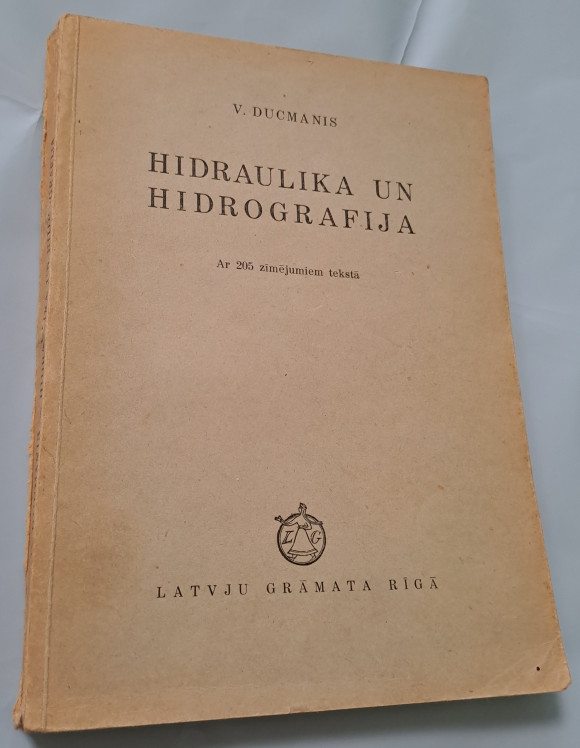 V. DUCMANIS
HIDRAULIKA UN
HIDROGRAFIJA
Ar 205 zīmējumiem tekstā
L G
LATVJU GRĀMATA RĪGĀ